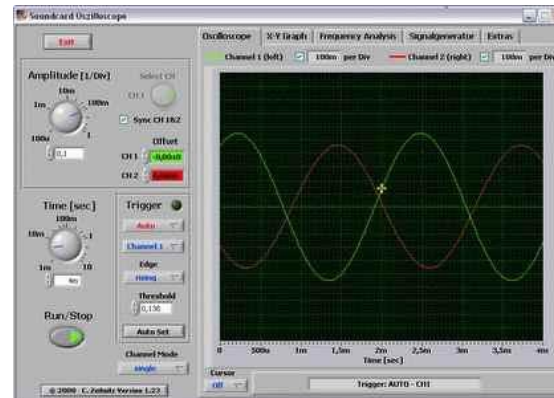 Soundcard Oszilloscope
Exit
Amplitude [1/Div]
10m
1m
100m
100u
1
0,1
Select CH
CH 1
Sync CH 1&2
Offset
CH 1
CH 2
Time [sec]
100m
10m
1
1m
10
4m
Run/Stop
Trigger
Auto
Channel 1
Edge
rising
Threshold
Auto Set
Channel Mode
single
© 2008 C. Zeitnitz Version 1.23
Oscilloscope X-Y Graph Frequency Analysis Signalgenerator Extras
Channel 1 (left) 100m per Div Channel 2 (right) 100m per Div
0 500u 1m 1,5m 2m 2,5m 3m 3,5m 4m
Time [sec]
Cursor
Off
Trigger: AUTO - CH1